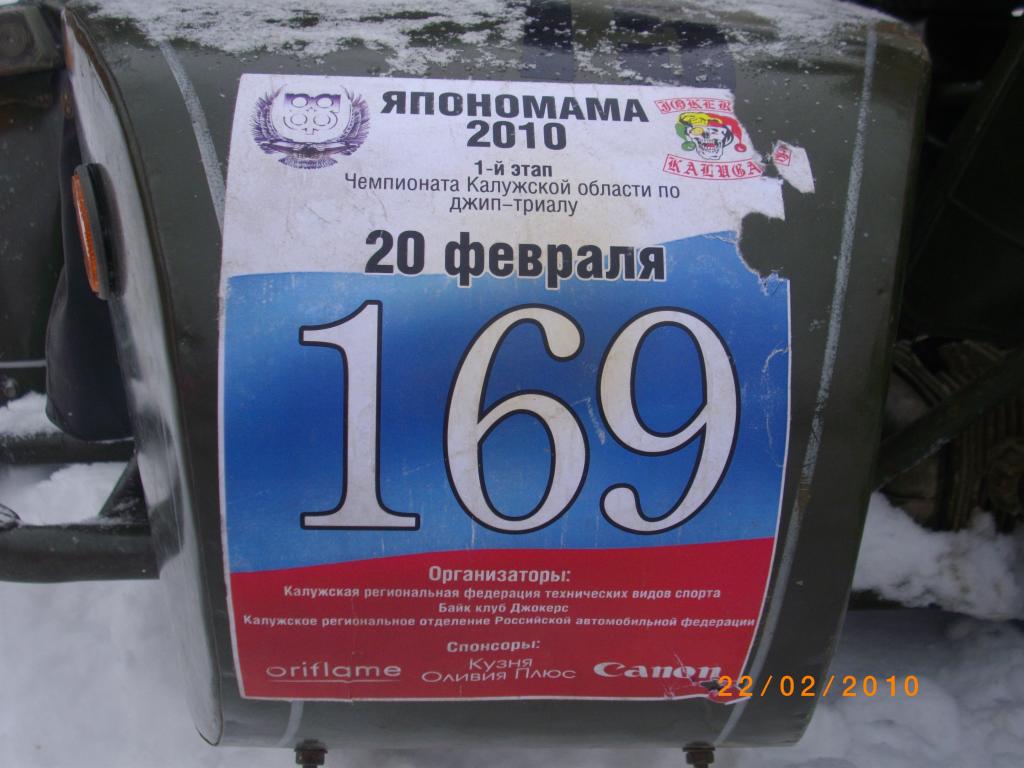 ЯПОНОМАМА
2010
JOKER
KALUGA
1-й этап
Чемпионата Калужской области по
джип-триалу
20 февраля
169
Организаторы:
Калужская региональная федерация технических видов спорта
Байк клуб Джокерс
Калужское региональное отделение Российской автомобильной федерации
Спонсоры:
oriflame
Кузня
Оливия Плюс
Canon
22/02/2010